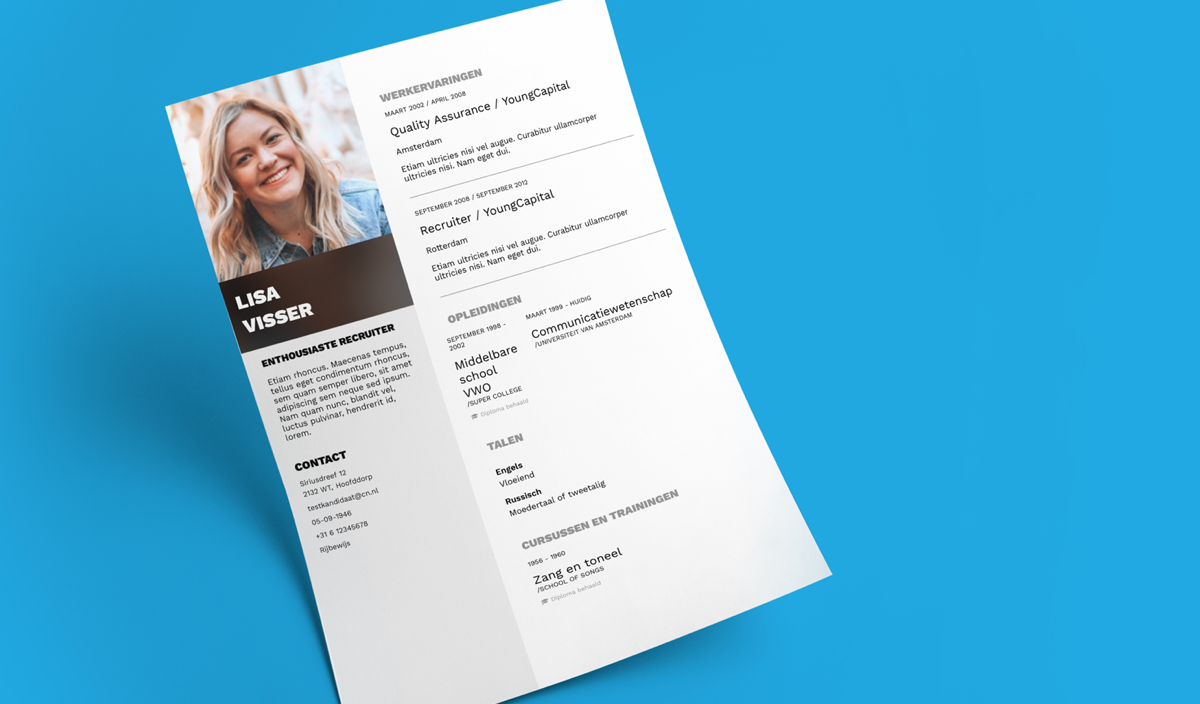 LISA
VISSER
ENTHOUSIASTE RECRUITER
Etiam rhoncus. Maecenas tempus,
tellus eget condimentum rhoncus,
sem quam semper libero, sit amet
adipiscing sem neque sed ipsum.
Nam quam nunc, blandit vel,
luctus pulvinar, hendrerit id,
lorem.
CONTACT
Siriusdreef 12
2132 WT, Hoofddorp
testkandidaat@cn.nl
05-09-1946
+31 6 12345678
Rijbewijs
WERKERVARINGEN
MAART 2002 / APRIL 2008
Quality Assurance / YoungCapital
Amsterdam
Etiam ultricies nisi vel augue. Curabitur ullamcorper
ultricies nisi. Nam eget dui.
SEPTEMBER 2008 / SEPTEMBER 2012
Recruiter / YoungCapital
Rotterdam
Etiam ultricies nisi vel augue. Curabitur ullamcorper
ultricies nisi. Nam eget dui.
OPLEIDINGEN
SEPTEMBER 1998 -
2002
Middelbare
school
VWO
/SUPER COLLEGE
Diploma behaald
MAART 1999 - HUIDIG
Communicatiewetenschap
/UNIVERSITEIT VAN AMSTERDAM
TALEN
Engels
Vloeiend
Russisch
Moedertaal of tweetalig
CURSUSSEN EN TRAININGEN
1956 - 1960
Zang en toneel
/SCHOOL OF SONGS
Diploma behaald